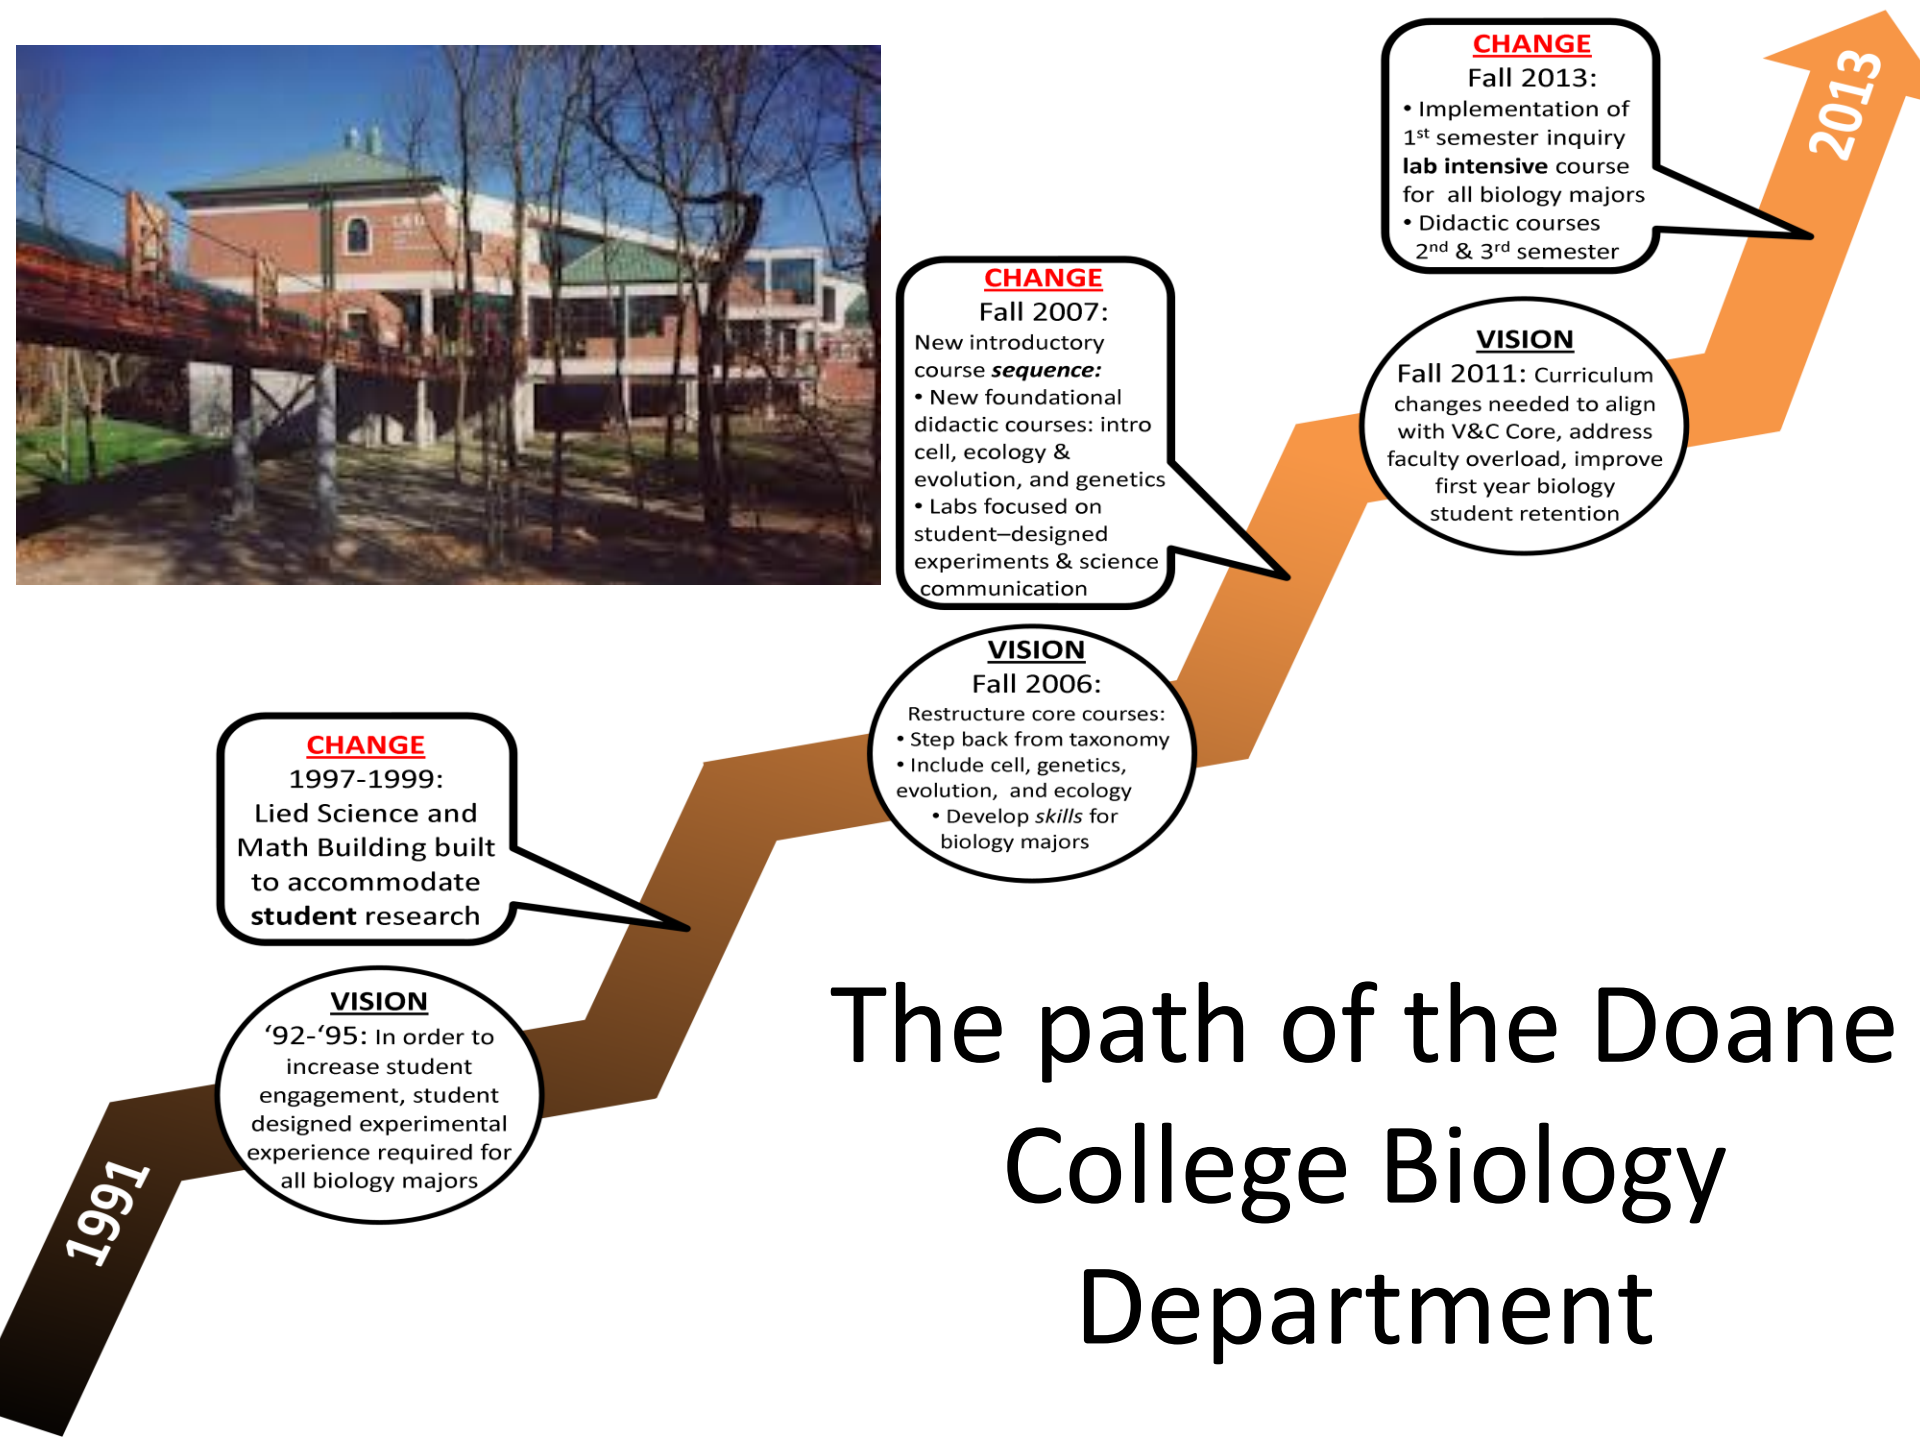 CHANGE
Fall 2013:
• Implementation of
1st semester inquiry
lab intensive course
for all biology majors
• Didactic courses
2nd & 3rd semester
2013
CHANGE
Fall 2007:
New introductory
course sequence:
• New foundational
didactic courses: intro
cell, ecology &
evolution, and genetics
• Labs focused on
student–designed
experiments & science
communication
VISION
Fall 2011: Curriculum
changes needed to align
with V&C Core, address
faculty overload, improve
first year biology
student retention
VISION
Fall 2006:
Restructure core courses:
• Step back from taxonomy
• Include cell, genetics,
evolution, and ecology
• Develop skills for
biology majors
CHANGE
1997-1999:
Lied Science and
Math Building built
to accommodate
student research
VISION
‘92-‘95: In order to
increase student
engagement, student
designed experimental
experience required for
all biology majors
1991
The path of the Doane
College Biology
Department